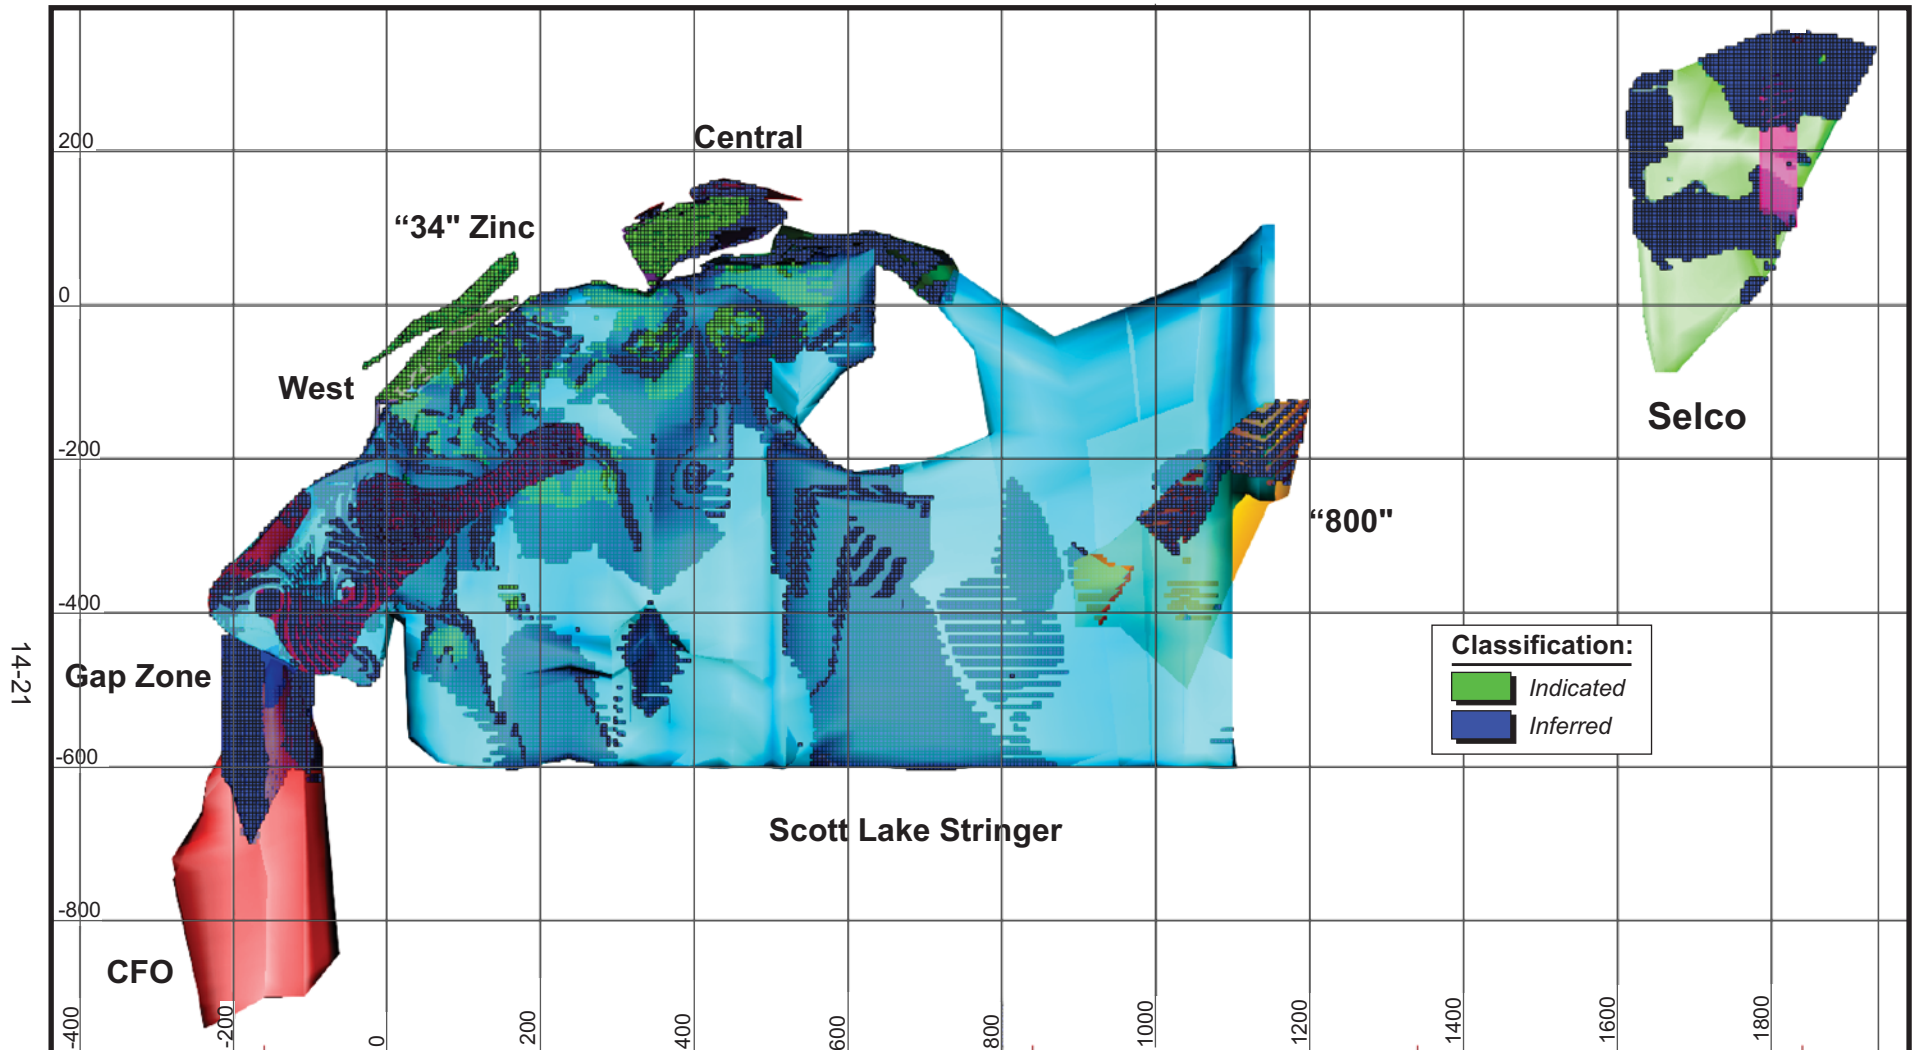 Central
200
“34" Zinc
0
West
Selco
-200
“800"
-400
Classification:
14-21
Gap Zone
Indicated
Inferred
-600
Scott Lake Stringer
-800
CFO
-400
-200
0
200
400
600
800
1000
1200
1400
1600
1800